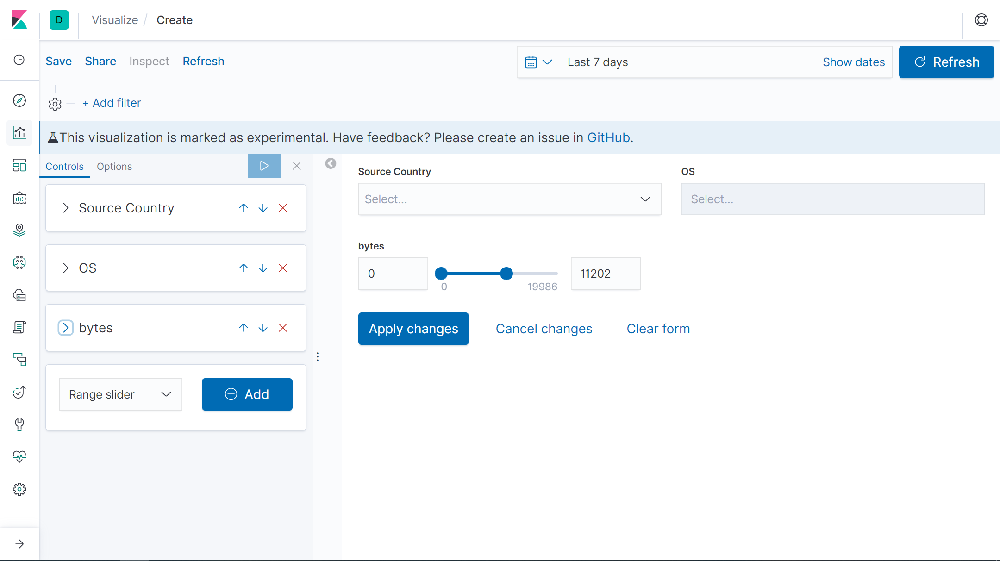 D Visualize / Create
Save Share Inspect Refresh
Last 7 days Show dates Refresh
+ Add filter
This visualization is marked as experimental. Have feedback? Please create an issue in GitHub.
Controls Options
Source Country
OS
bytes
Range slider Add
Source Country OS
Select... Select...
bytes
0 11202
0 19986
Apply changes Cancel changes Clear form